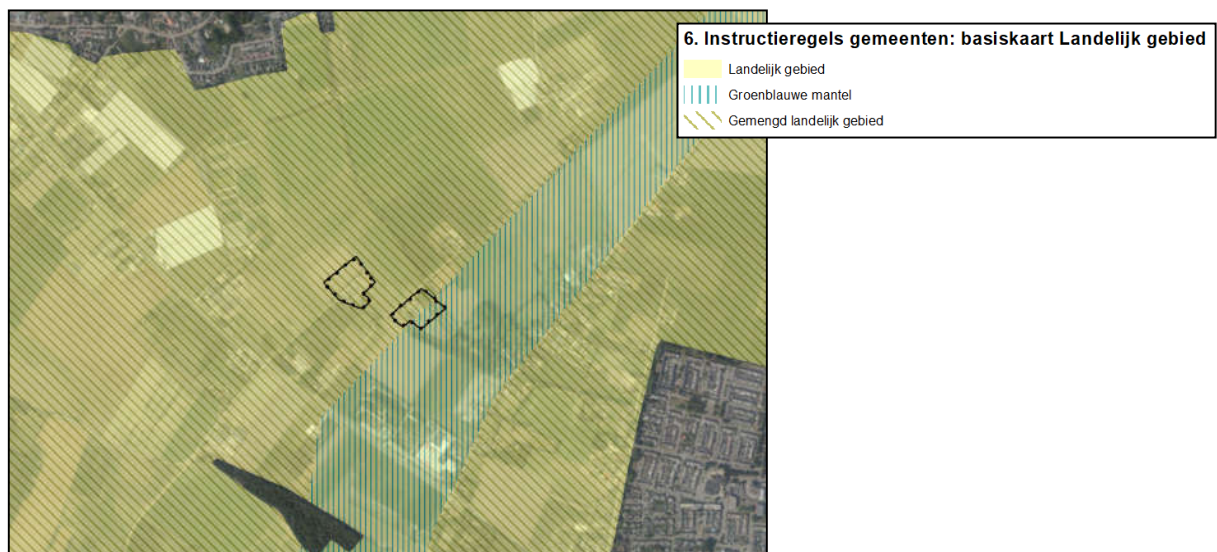 6. Instructieregels gemeenten: basiskaart Landelijk gebied
Landelijk gebied
Groenblauwe mantel
Gemengd landelijk gebied